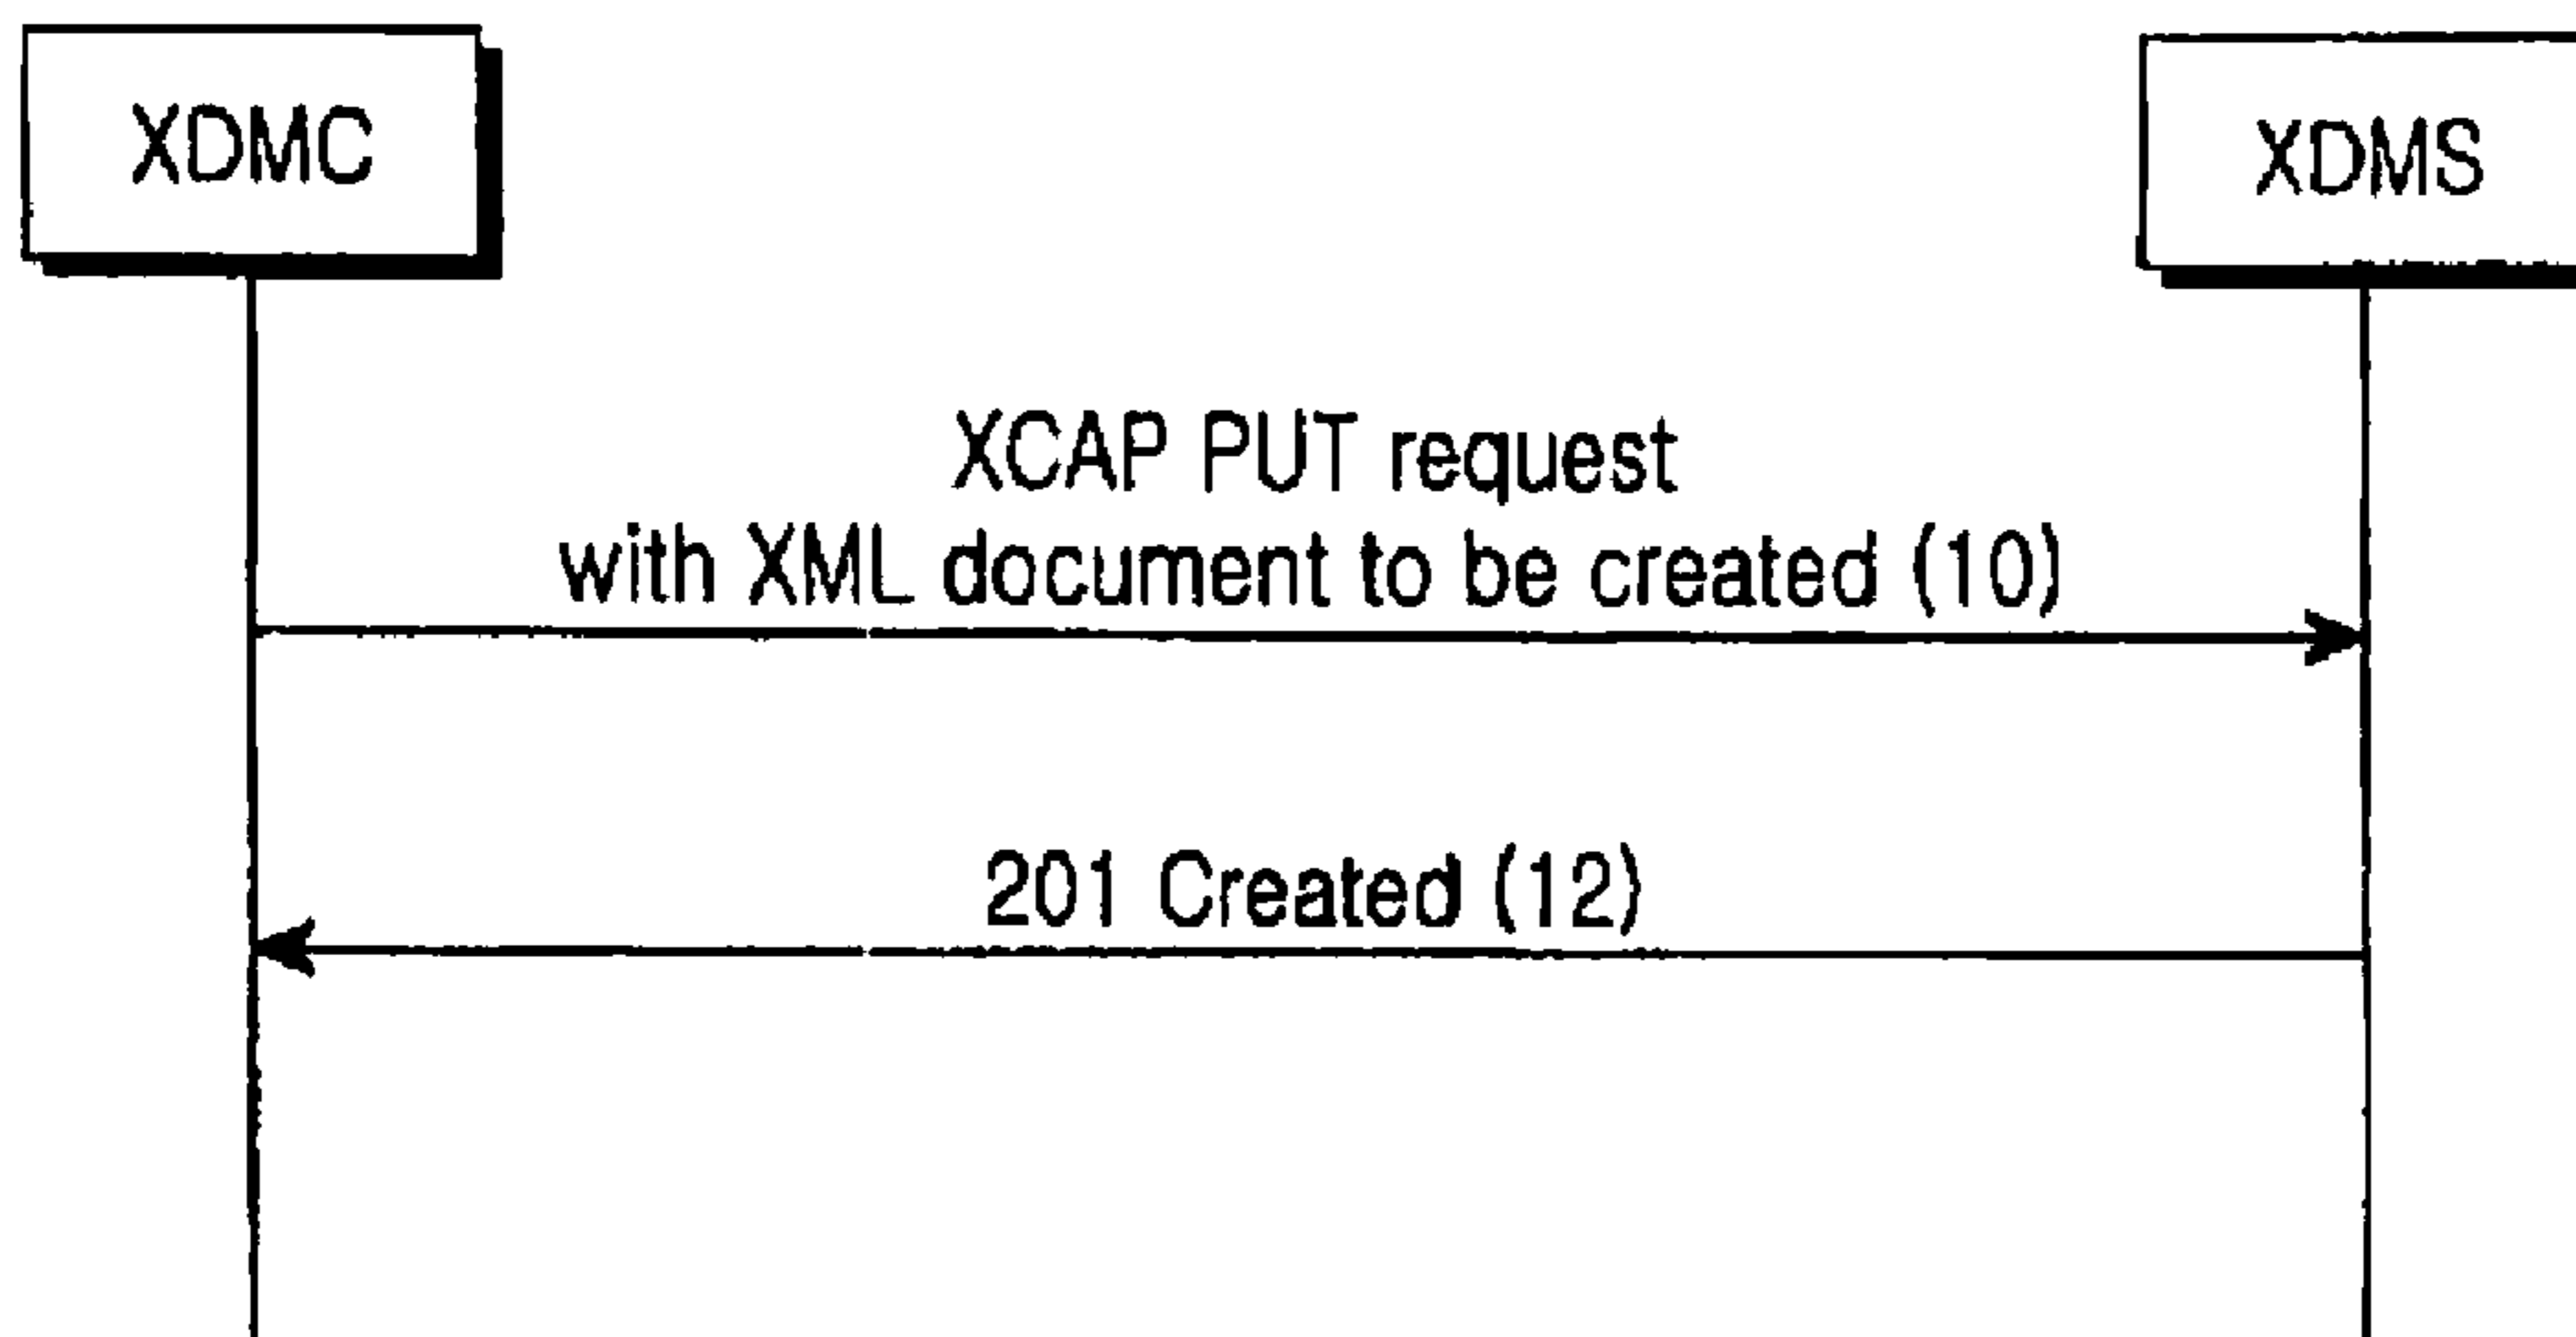 XDMC
XDMS
XCAP PUT request
with XML document to be created (10)
201 Created (12)